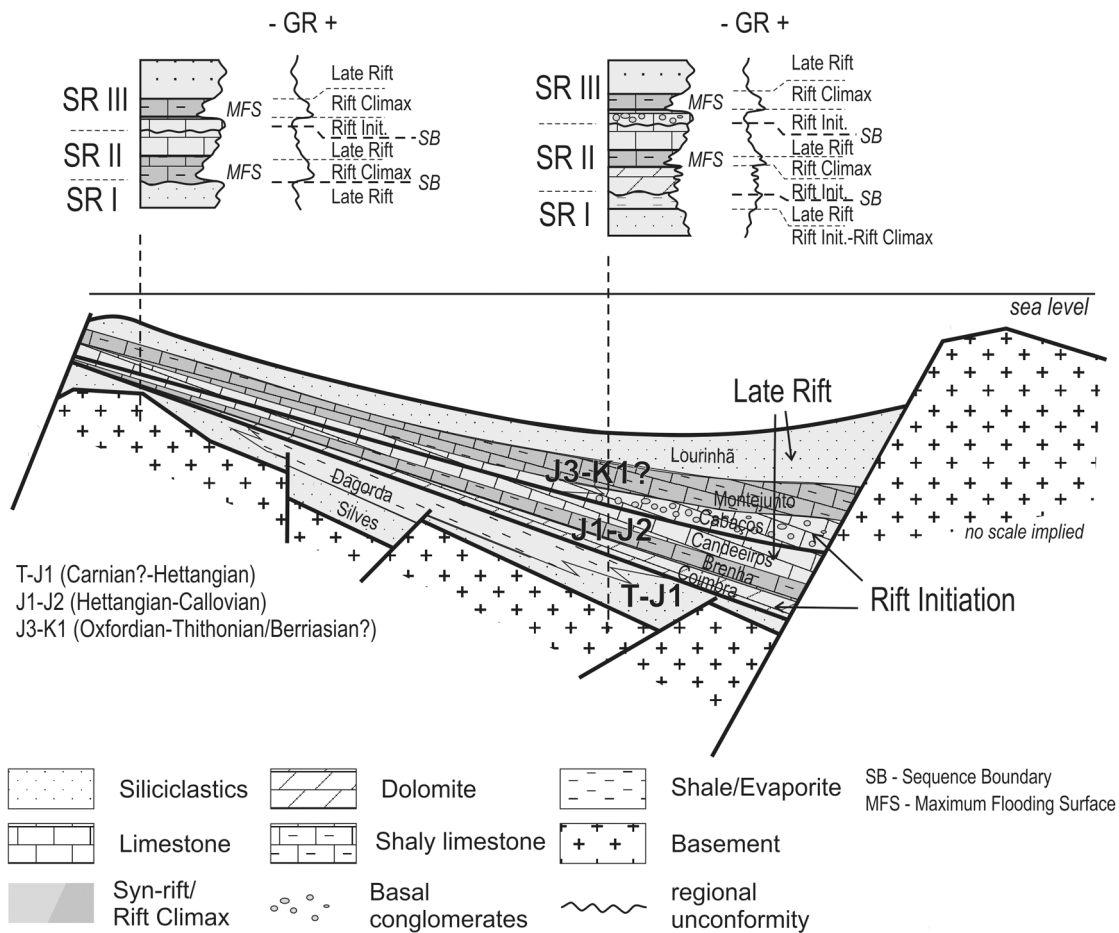 - GR +
SR III
SR II
SR I
MFS
MFS
Late Rift
Rift Climax
Rift Init.
SB
Late Rift
Rift Climax
SB
Late Rift
- GR +
SR III
SR II
SR I
MFS
MFS
Late Rift
Rift Climax
Rift Init.
SB
Late Rift
Rift Climax
Rift Init.
SB
Late Rift
Rift Init.-Rift Climax
sea level
Late Rift
Lourinhã
J3-K1?
Montejunto
Cabaços
Dagorda
Silves
J1-J2
Candeeiros
Brenha
Coimbra
no scale implied
T-J1
Rift Initiation
T-J1 (Carnian?-Hettangian)
J1-J2 (Hettangian-Callovian)
J3-K1 (Oxfordian-Thithonian/Berriasian?)
Siliciclastics
Dolomite
Shale/Evaporite
SB - Sequence Boundary
MFS - Maximum Flooding Surface
Limestone
Shaly limestone
Basement
Syn-rift/
Rift Climax
Basal
conglomerates
regional
unconformity